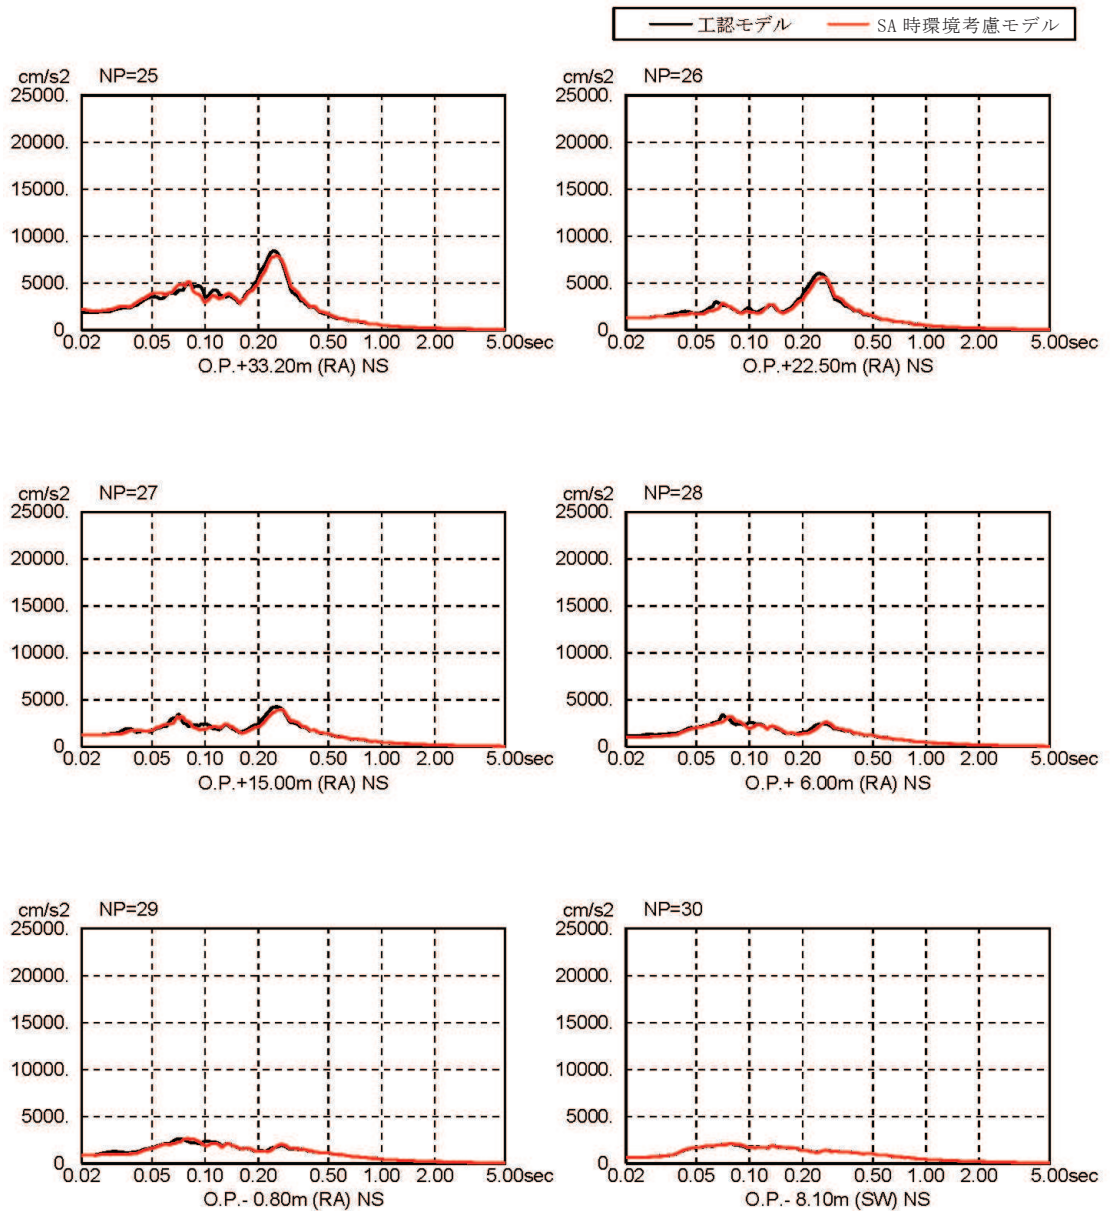 工認モデル SA 時環境考慮モデル
cm/s2 NP=25
25000.
20000.
15000.
10000.
5000.
0.
0.02 0.05 0.10 0.20 0.50 1.00 2.00 5.00sec
O.P.+33.20m (RA) NS
cm/s2 NP=26
25000.
20000.
15000.
10000.
5000.
0.
0.02 0.05 0.10 0.20 0.50 1.00 2.00 5.00sec
O.P.+22.50m (RA) NS
cm/s2 NP=27
25000.
20000.
15000.
10000.
5000.
0.
0.02 0.05 0.10 0.20 0.50 1.00 2.00 5.00sec
O.P.+15.00m (RA) NS
cm/s2 NP=28
25000.
20000.
15000.
10000.
5000.
0.
0.02 0.05 0.10 0.20 0.50 1.00 2.00 5.00sec
O.P.+ 6.00m (RA) NS
cm/s2 NP=29
25000.
20000.
15000.
10000.
5000.
0.
0.02 0.05 0.10 0.20 0.50 1.00 2.00 5.00sec
O.P.- 0.80m (RA) NS
cm/s2 NP=30
25000.
20000.
15000.
10000.
5000.
0.
0.02 0.05 0.10 0.20 0.50 1.00 2.00 5.00sec
O.P.- 8.10m (SW) NS